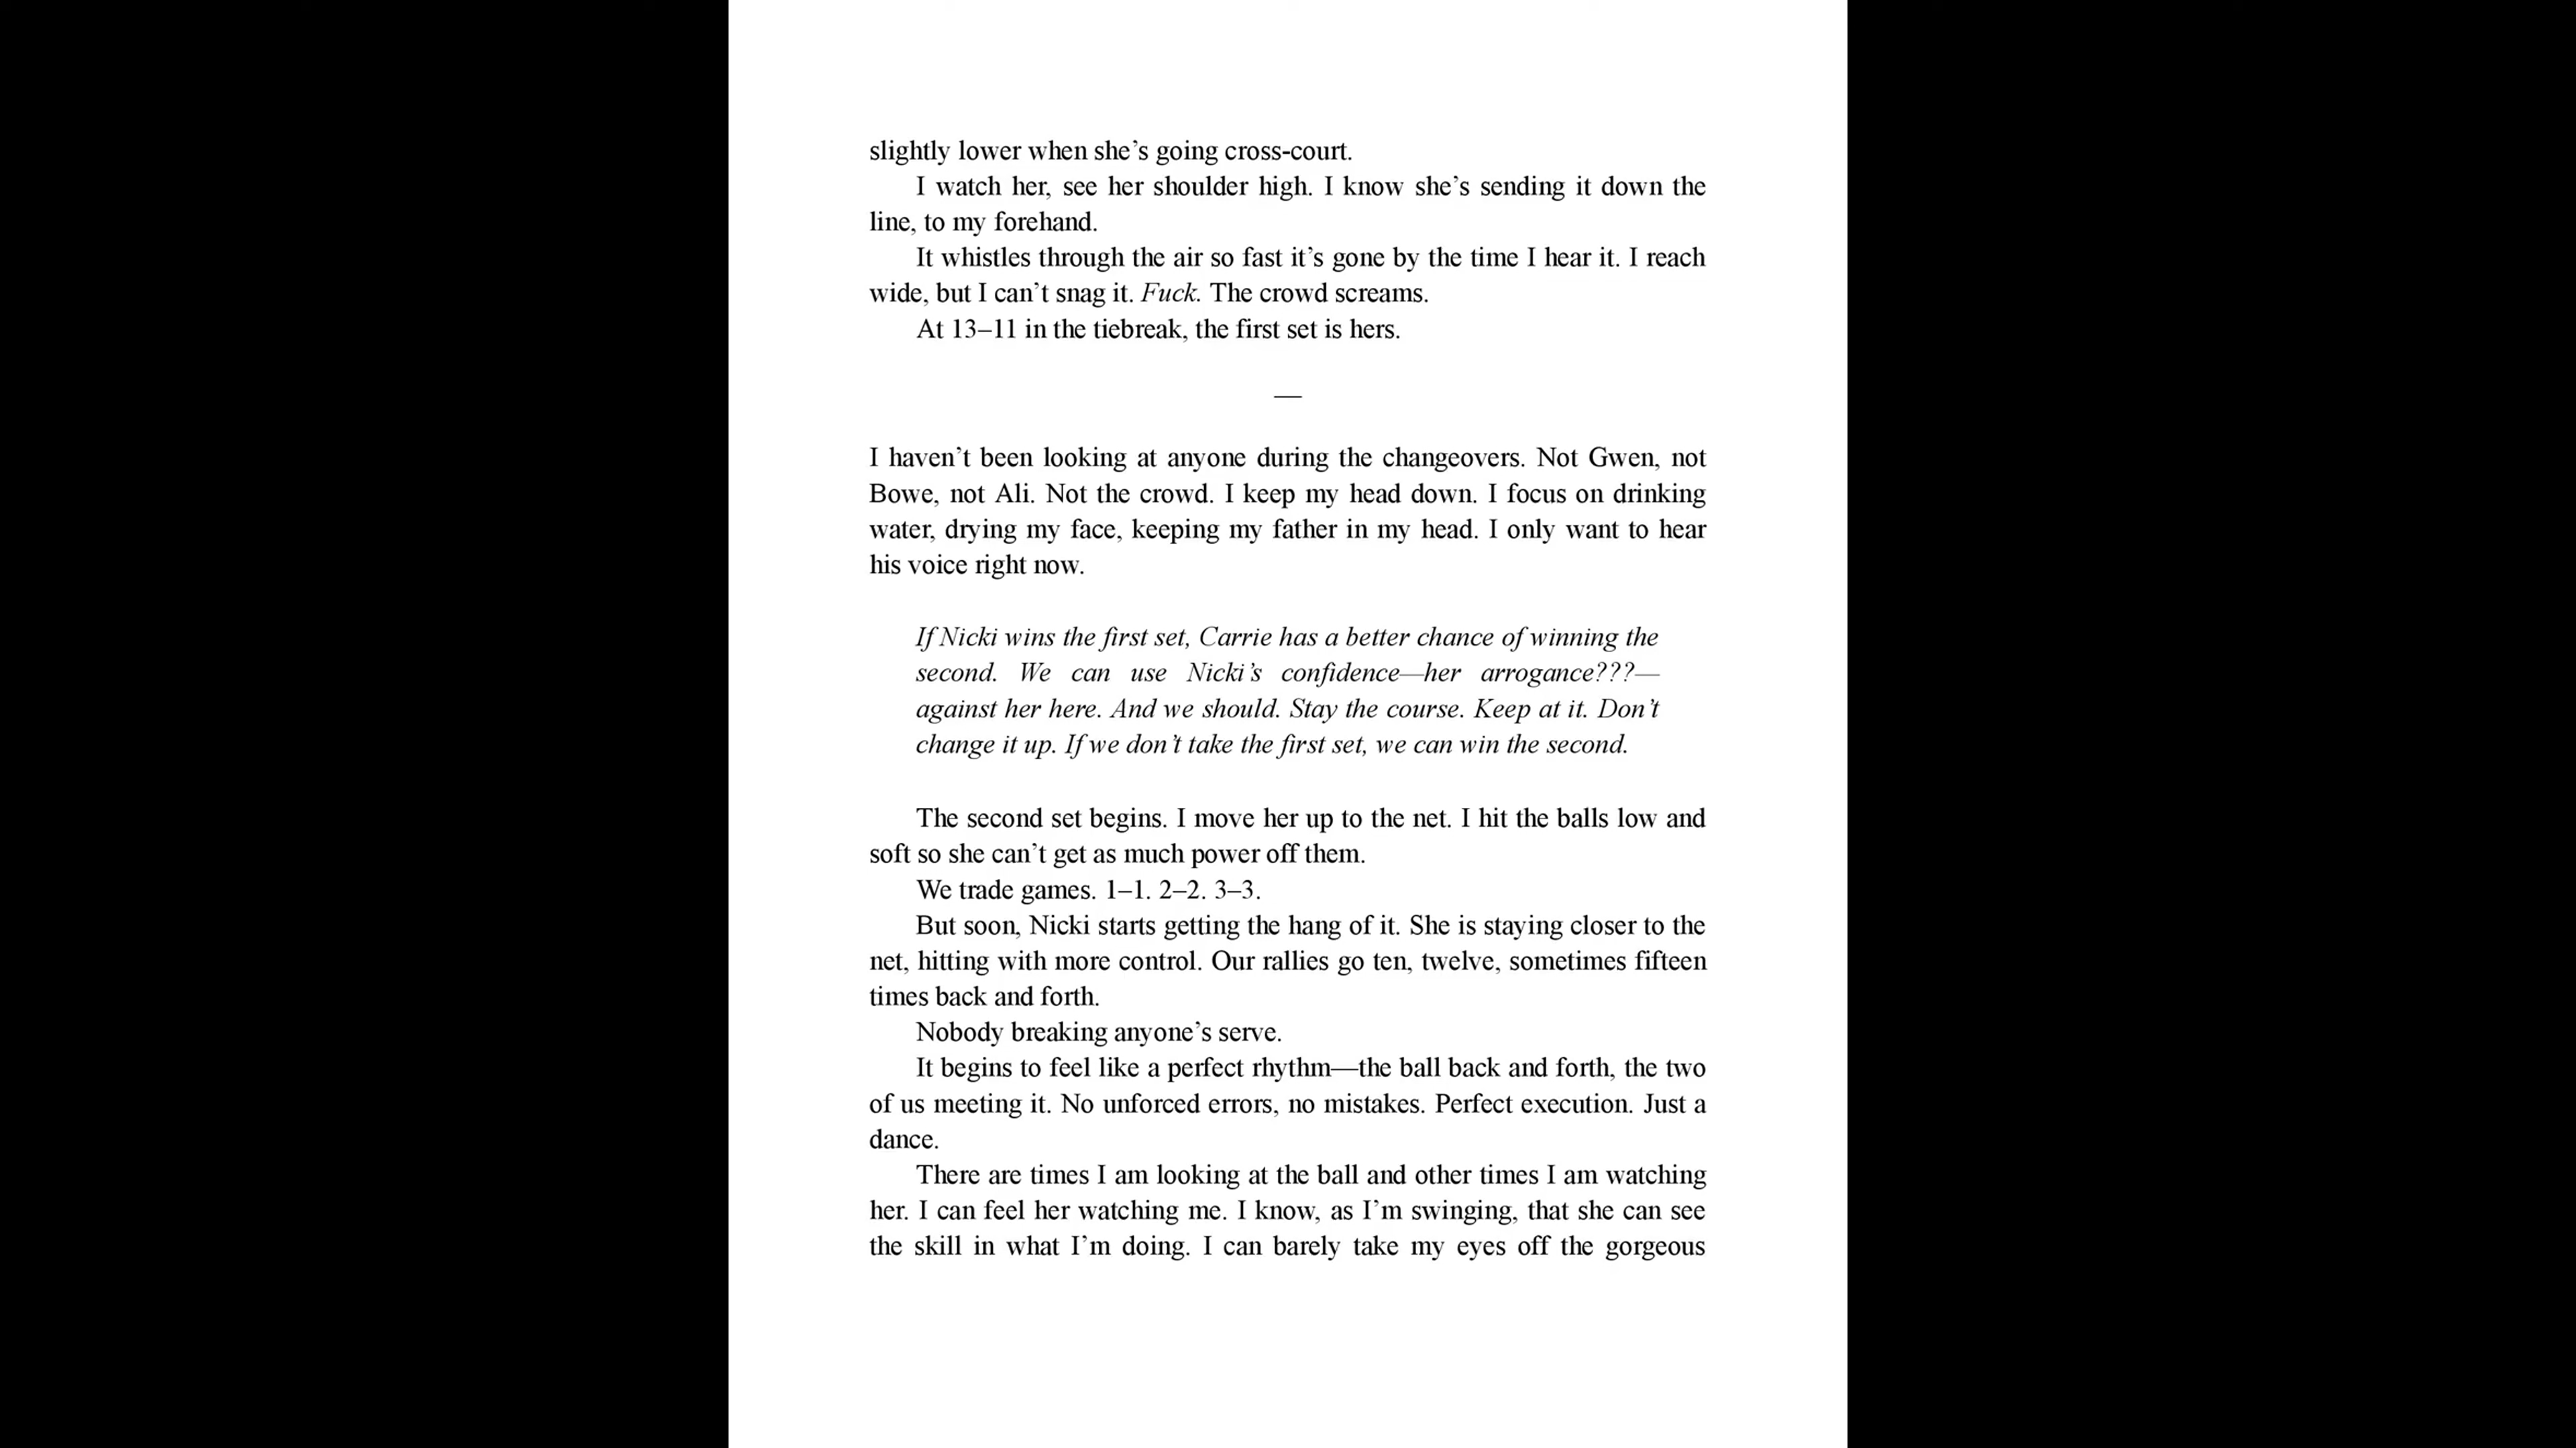 slightly lower when she’s going cross-court.
I watch her, see her shoulder high. I know she’s sending it down the
line, to my forehand.
It whistles through the air so fast it’s gone by the time I hear it. I reach
wide, but I can’t snag it. Fuck. The crowd screams.
At 13–11 in the tiebreak, the first set is hers.
—
I haven’t been looking at anyone during the changeovers. Not Gwen, not
Bowe, not Ali. Not the crowd. I keep my head down. I focus on drinking
water, drying my face, keeping my father in my head. I only want to hear
his voice right now.
If Nicki wins the first set, Carrie has a better chance of winning the
second. We can use Nicki’s confidence—her arrogance???—
against her here. And we should. Stay the course. Keep at it. Don’t
change it up. If we don’t take the first set, we can win the second.
The second set begins. I move her up to the net. I hit the balls low and
soft so she can’t get as much power off them.
We trade games. 1–1. 2–2. 3–3.
But soon, Nicki starts getting the hang of it. She is staying closer to the
net, hitting with more control. Our rallies go ten, twelve, sometimes fifteen
times back and forth.
Nobody breaking anyone’s serve.
It begins to feel like a perfect rhythm—the ball back and forth, the two
of us meeting it. No unforced errors, no mistakes. Perfect execution. Just a
dance.
There are times I am looking at the ball and other times I am watching
her. I can feel her watching me. I know, as I’m swinging, that she can see
the skill in what I’m doing. I can barely take my eyes off the gorgeous